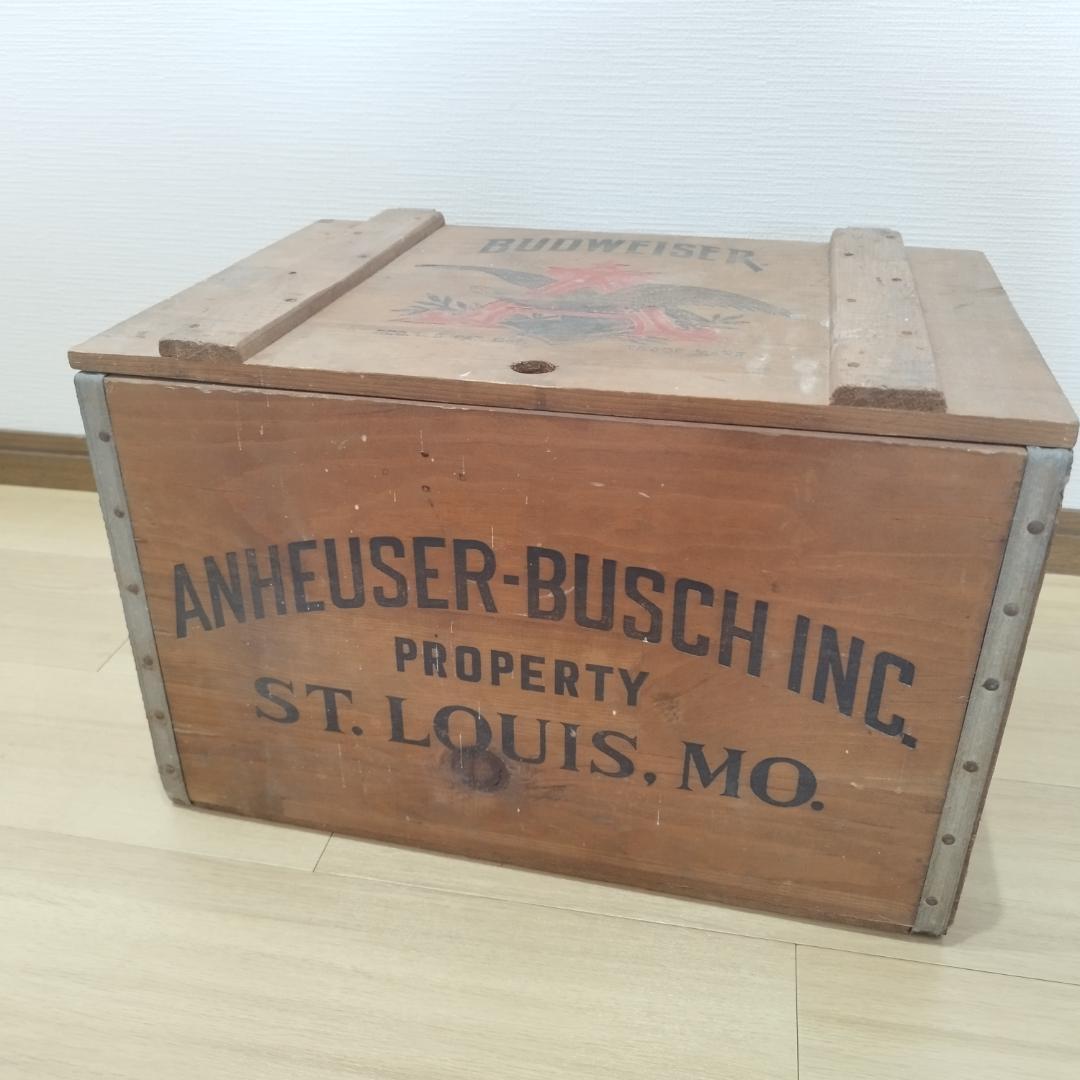 BUDWEISER
ANHEUSER-BUSCH INC.
PROPERTY
ST. LOUIS, MO.